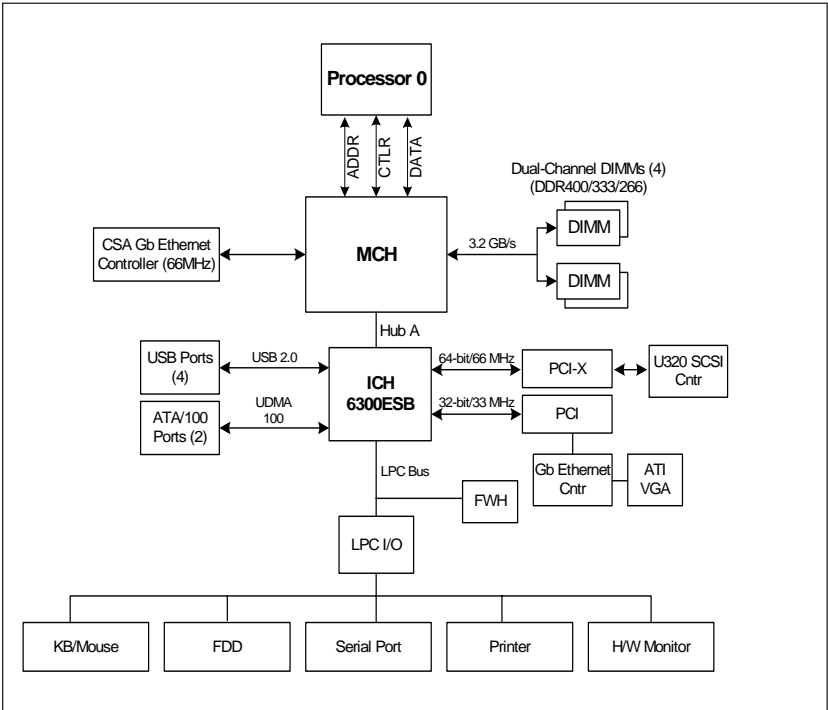 Processor 0
ADDR
CTLR
DATA
Dual-Channel DIMMs (4)
(DDR400/333/266)
CSA Gb Ethernet
Controller (66MHz)
MCH
3.2 GB/s
DIMM
DIMM
Hub A
USB Ports
(4)
USB 2.0
ICH
6300ESB
64-bit/66 MHz
PCI-X
U320 SCSI
Cntr
ATA/100
Ports (2)
UDMA
100
32-bit/33 MHz
PCI
LPC Bus
Gb Ethernet
Cntr
ATI
VGA
FWH
LPC I/O
KB/Mouse
FDD
Serial Port
Printer
H/W Monitor